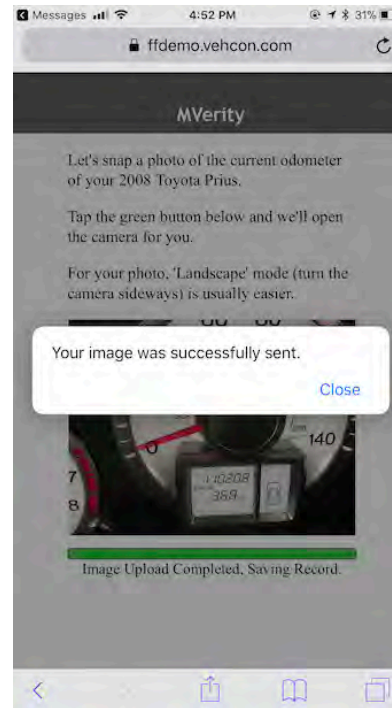 Messages 4:52 PM 31%
ffdemo.vehcon.com
MVerity
Let's snap a photo of the current odometer
of your 2008 Toyota Prius.
Tap the green button below and we'll open
the camera for you.
For your photo, 'Landscape' mode (turn the
camera sideways) is usually easier.
Your image was successfully sent.
Close
0
140
7
8
Image Upload Completed, Saving Record.